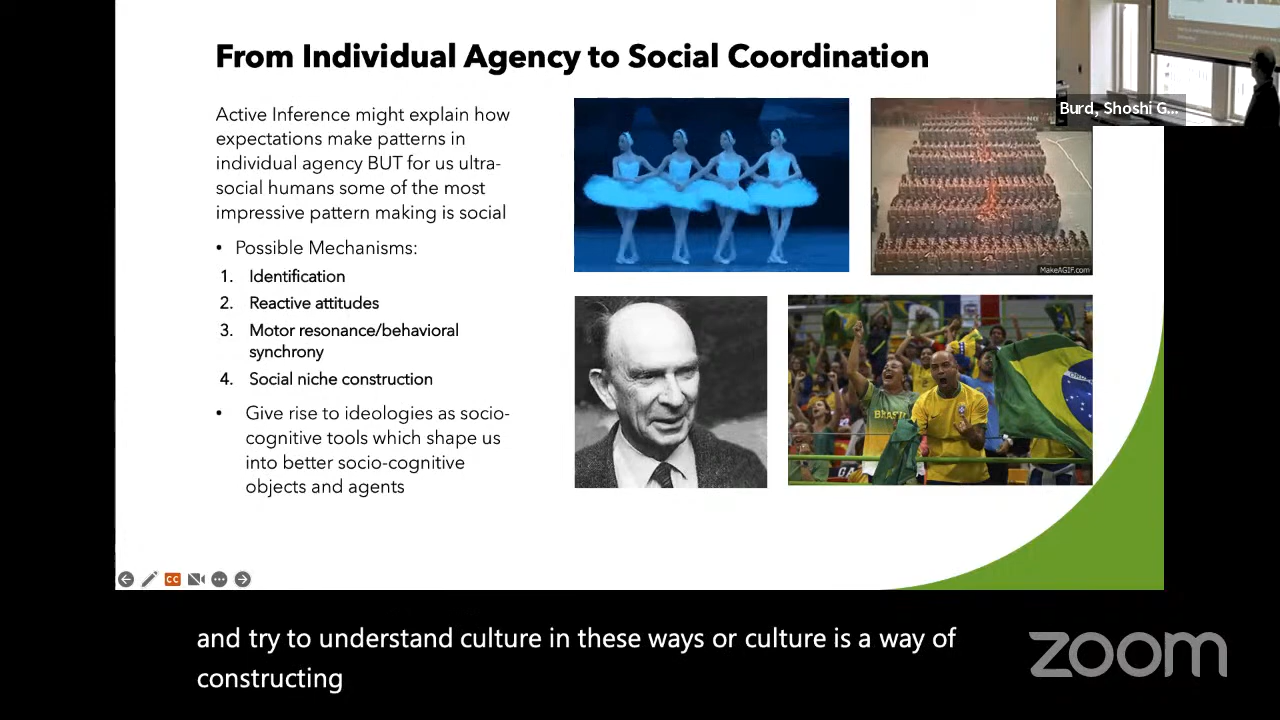 From Individual Agency to Social Coordination
Active Inference might explain how
expectations make patterns in
individual agency BUT for us ultra-
social humans some of the most
impressive pattern making is social
• Possible Mechanisms:
1. Identification
2. Reactive attitudes
3. Motor resonance/behavioral
synchrony
4. Social niche construction
• Give rise to ideologies as socio-
cognitive tools which shape us
into better socio-cognitive
objects and agents
MakeAGIF.com
BRASIL
Burd, Shoshi G...
CC
and try to understand culture in these ways or culture is a way of
constructing
zoom